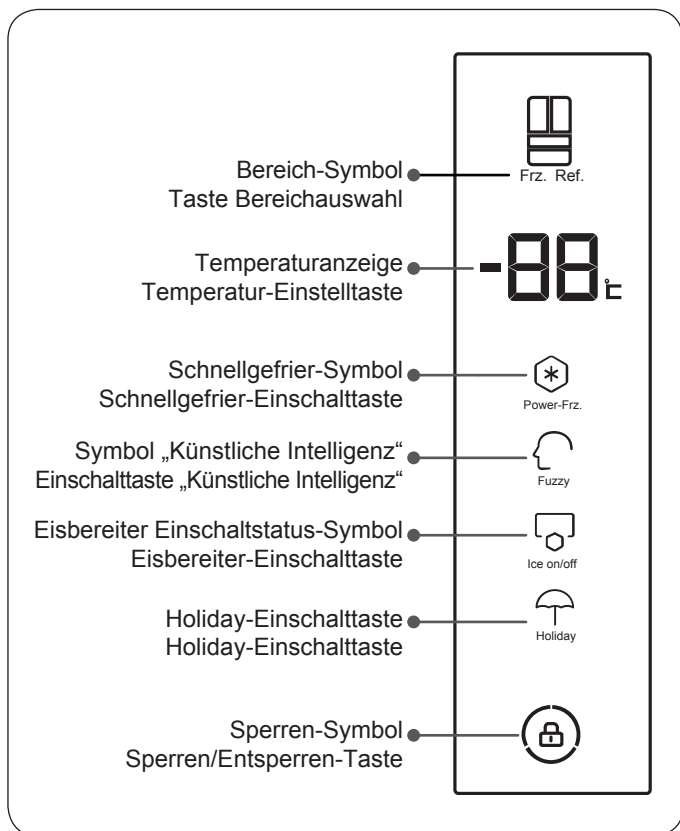 Frz. Ref.
Bereich-Symbol
Taste Bereichauswahl
Temperaturanzeige
Temperatur-Einstelltaste
-88°C
Schnellgefrier-Symbol
Schnellgefrier-Einschalttaste
Power-Frz.
Symbol „Künstliche Intelligenz“
Einschalttaste „Künstliche Intelligenz“
Fuzzy
Eisbereiter Einschaltstatus-Symbol
Eisbereiter-Einschalttaste
Ice on/off
Holiday-Einschalttaste
Holiday-Einschalttaste
Holiday
Sperren-Symbol
Sperren/Entsperren-Taste